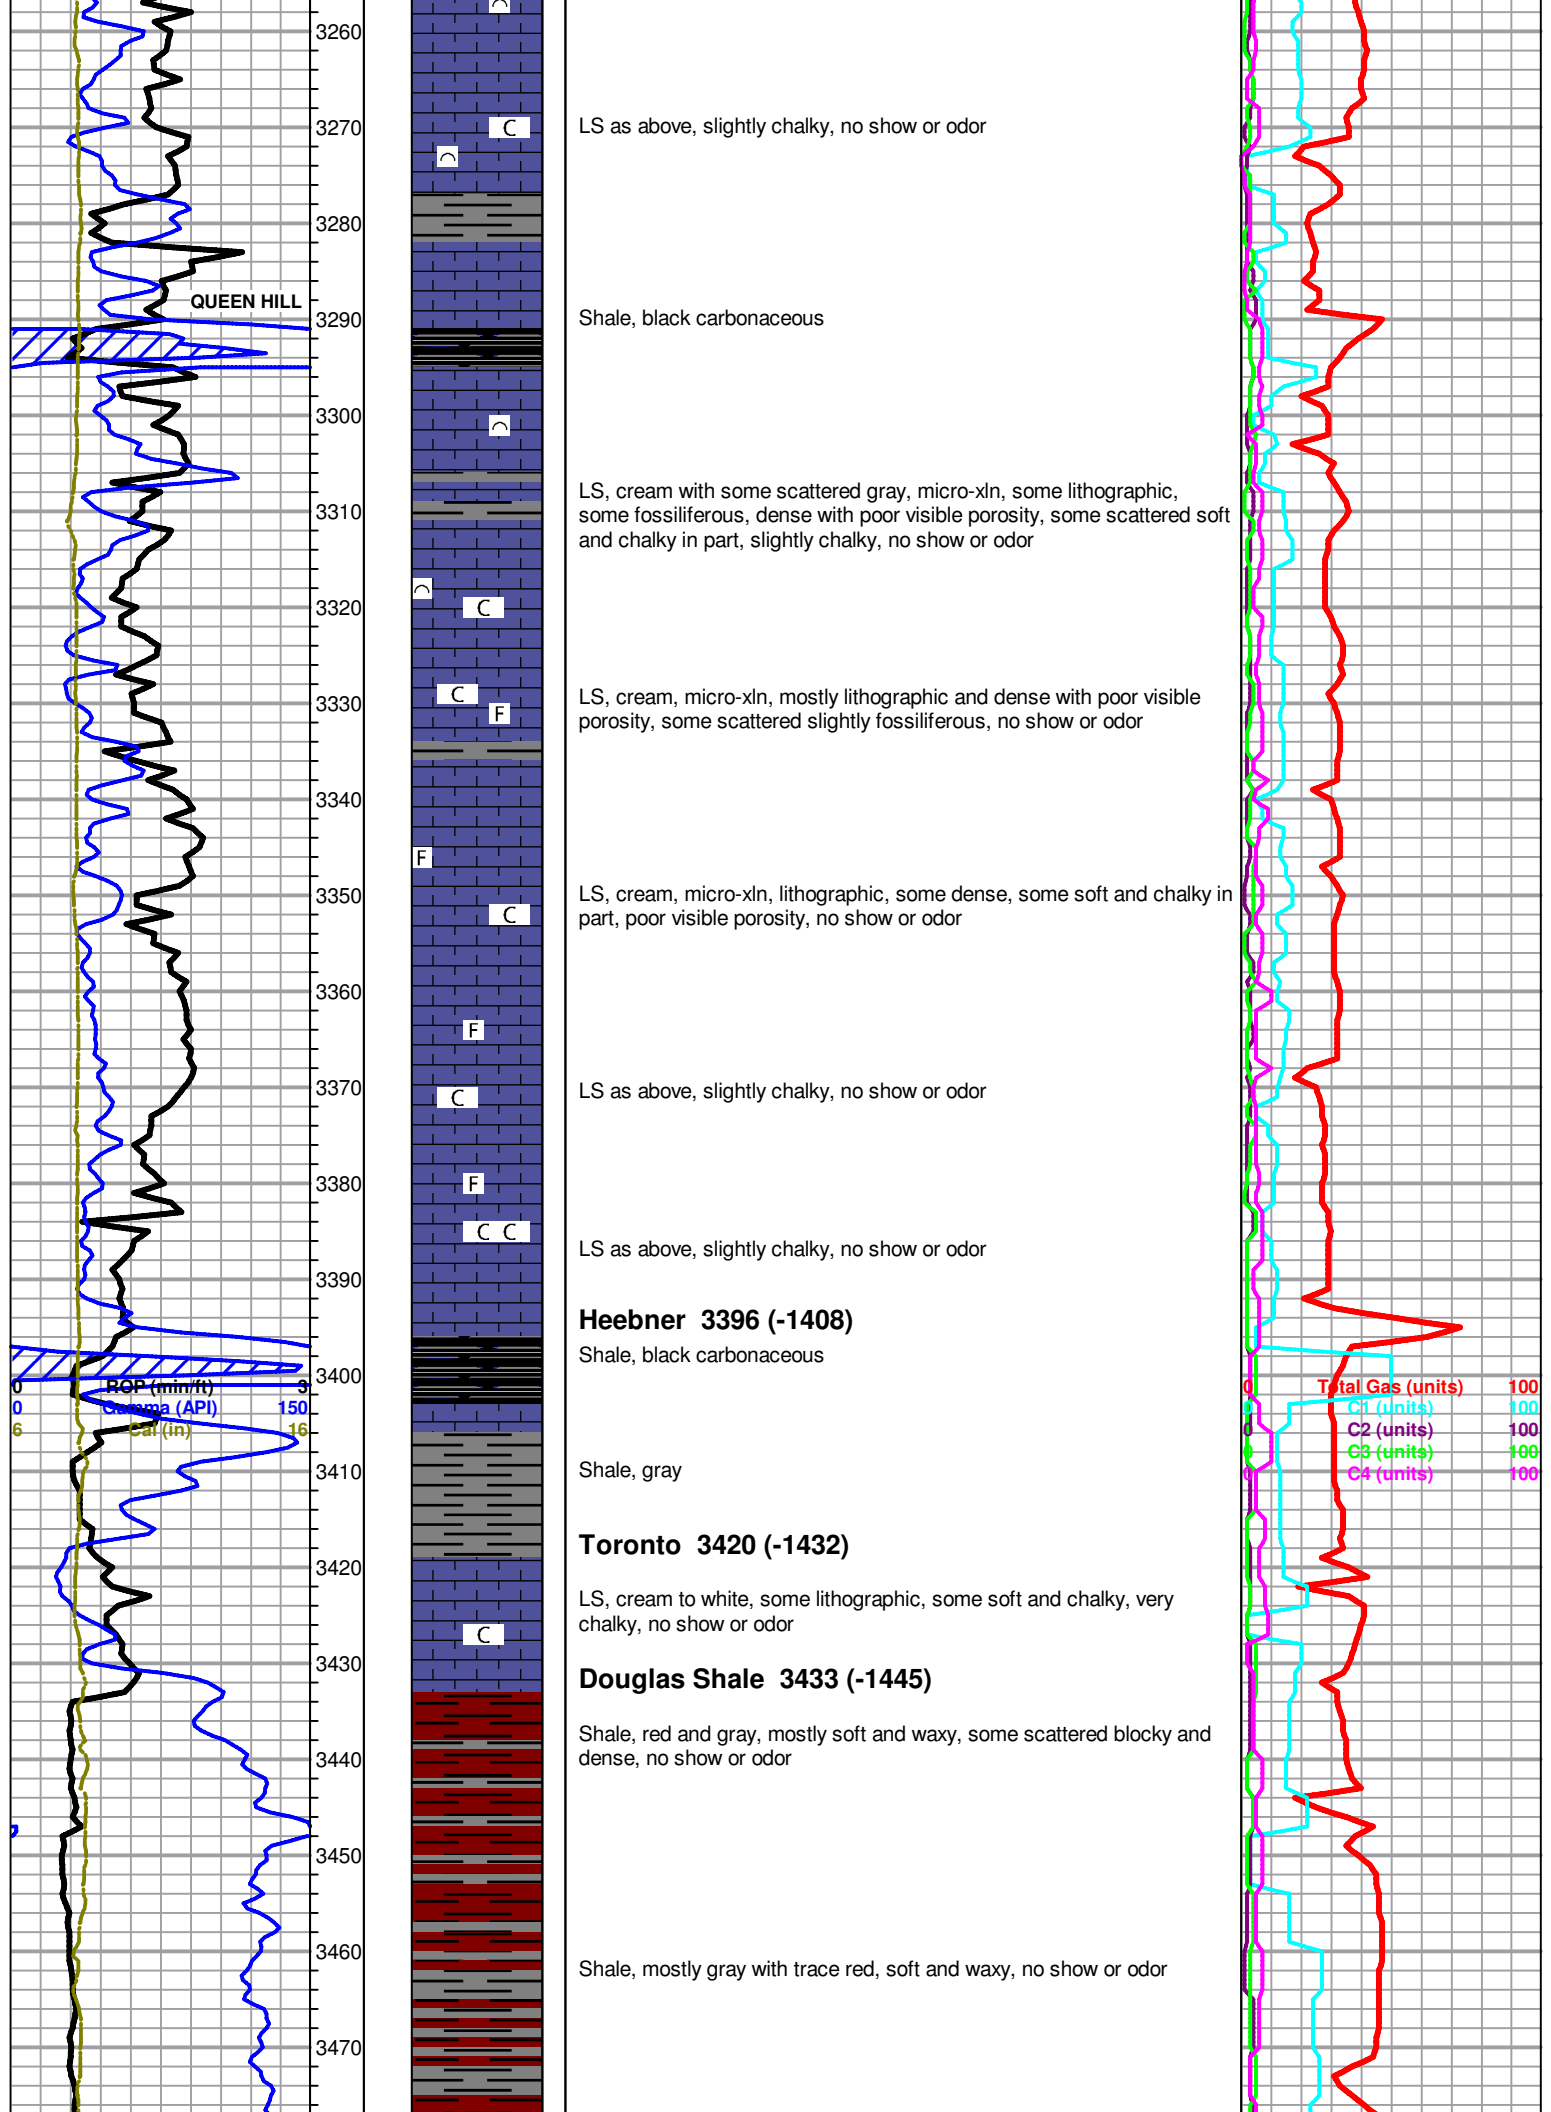 3260
3270
C
LS as above, slightly chalky, no show or odor
3280
QUEEN HILL
3290
Shale, black carbonaceous
3300
3310
LS, cream with some scattered gray, micro-xln, some lithographic,
some fossiliferous, dense with poor visible porosity, some scattered soft
and chalky in part, slightly chalky, no show or odor
3320
C
3330
C
F
LS, cream, micro-xln, mostly lithographic and dense with poor visible
porosity, some scattered slightly fossiliferous, no show or odor
3340
F
3350
C
LS, cream, micro-xln, lithographic, some dense, some soft and chalky in
part, poor visible porosity, no show or odor
3360
F
3370
C
LS as above, slightly chalky, no show or odor
3380
F
C C
LS as above, slightly chalky, no show or odor
3390
Heebner 3396 (-1408)
Shale, black carbonaceous
3400
0 ROP (min/ft) 3
0 Gamma (API) 150
6 Cal (in) 16
0 Total Gas (units) 100
0 C1 (units) 100
0 C2 (units) 100
0 C3 (units) 100
0 C4 (units) 100
3410
Shale, gray
Toronto 3420 (-1432)
3420
LS, cream to white, some lithographic, some soft and chalky, very
chalky, no show or odor
C
3430
Douglas Shale 3433 (-1445)
Shale, red and gray, mostly soft and waxy, some scattered blocky and
dense, no show or odor
3440
3450
3460
Shale, mostly gray with trace red, soft and waxy, no show or odor
3470